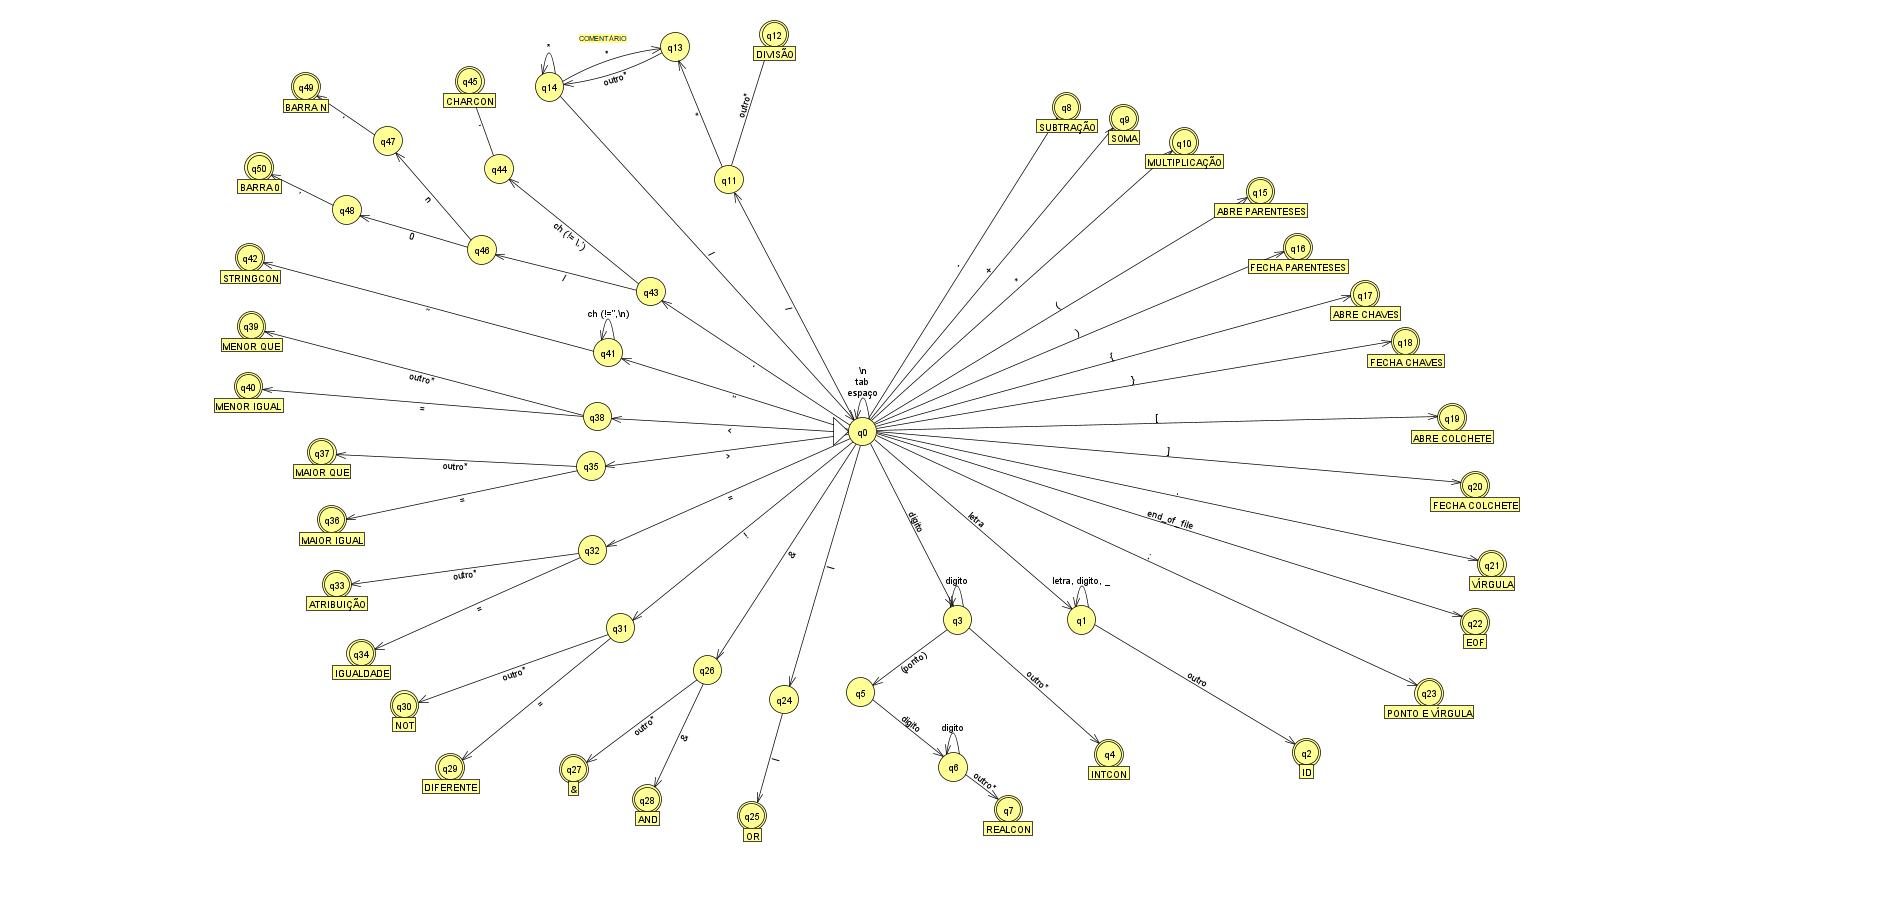 COMENTÁRIO
*
*
outro*
q13
q14
q12
DIVISÃO
outro*
*
q11
q49
BARRA N
'
q47
q45
CHARCON
'
q44
q50
BARRA 0
'
q48
n
0
q46
ch (!= \,')
/
q43
q42
STRINGCON
"
ch (!=",\n)
q41
q39
MENOR QUE
outro*
q40
MENOR IGUAL
=
q38
q37
MAIOR QUE
outro*
q36
MAIOR IGUAL
=
q35
q8
SUBTRAÇÃO
q9
SOMA
q10
MULTIPLICAÇÃO
q15
ABRE PARENTESES
q16
FECHA PARENTESES
q17
ABRE CHAVES
q18
FECHA CHAVES
q19
ABRE COLCHETE
q20
FECHA COLCHETE
q21
VÍRGULA
q22
EOF
q23
PONTO E VÍRGULA
/
/
'
"
<
>
=
!
&
|
\n
tab
espaço
q0
-
+
*
(
)
{
}
[
]
end_of_file
;
digito
letra
q33
ATRIBUIÇÃO
outro*
q34
IGUALDADE
=
q32
q31
q30
NOT
outro*
q29
DIFERENTE
=
q26
q27
&
outro*
q28
AND
&
q24
|
q25
OR
digito
q3
(ponto)
outro*
q5
digito
digito
q6
outro*
q7
REALCON
q4
INTCON
letra, digito, _
q1
outro
q2
ID